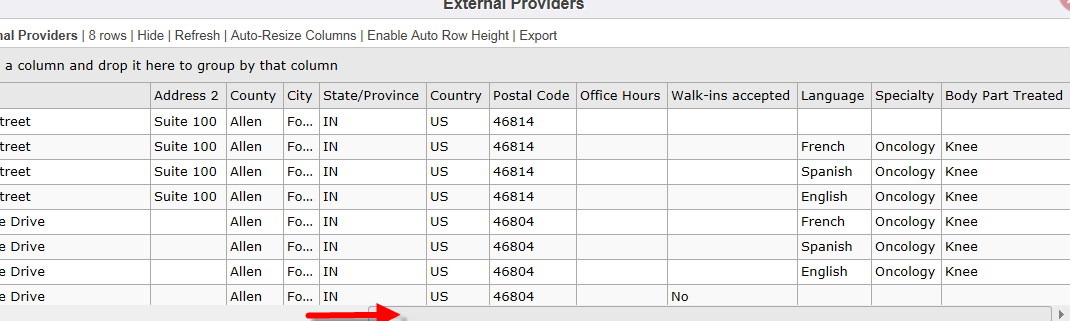 External Providers
nal Providers | 8 rows | Hide | Refresh | Auto-Resize Columns | Enable Auto Row Height | Export
a column and drop it here to group by that column
Address 2 County City State/Province Country Postal Code Office Hours Walk-ins accepted Language Specialty Body Part Treated
treet Suite 100 Allen Fo... IN US 46814
treet Suite 100 Allen Fo... IN US 46814 French Oncology Knee
treet Suite 100 Allen Fo... IN US 46814 Spanish Oncology Knee
treet Suite 100 Allen Fo... IN US 46814 English Oncology Knee
e Drive Allen Fo... IN US 46804 French Oncology Knee
e Drive Allen Fo... IN US 46804 Spanish Oncology Knee
e Drive Allen Fo... IN US 46804 English Oncology Knee
e Drive Allen Fo... IN US 46804 No